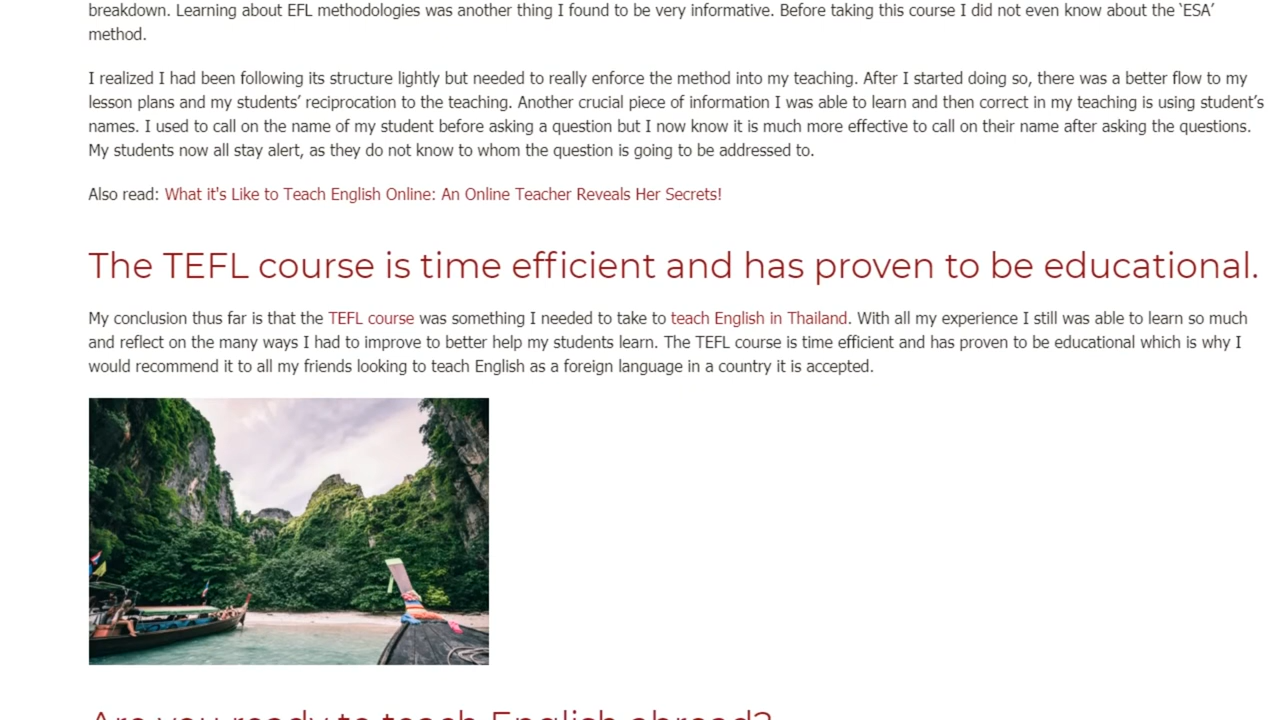 breakdown. Learning about EFL methodologies was another thing I found to be very informative. Before taking this course I did not even know about the ‘ESA’
method.
I realized I had been following its structure lightly but needed to really enforce the method into my teaching. After I started doing so, there was a better flow to my
lesson plans and my students’ reciprocation to the teaching. Another crucial piece of information I was able to learn and then correct in my teaching is using student’s
names. I used to call on the name of my student before asking a question but I now know it is much more effective to call on their name after asking the questions.
My students now all stay alert, as they do not know to whom the question is going to be addressed to.
Also read: What it's Like to Teach English Online: An Online Teacher Reveals Her Secrets!
The TEFL course is time efficient and has proven to be educational.
My conclusion thus far is that the TEFL course was something I needed to take to teach English in Thailand. With all my experience I still was able to learn so much
and reflect on the many ways I had to improve to better help my students learn. The TEFL course is time efficient and has proven to be educational which is why I
would recommend it to all my friends looking to teach English as a foreign language in a country it is accepted.
Are you ready to teach English abroad?